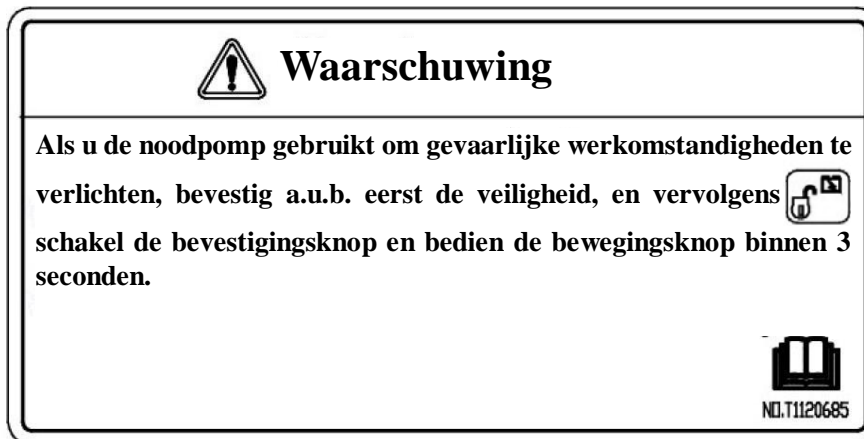 Waarschuwing
Als u de noodpomp gebruikt om gevaarlijke werkomstandigheden te
verlichten, bevestig a.u.b. eerst de veiligheid, en vervolgens
schakel de bevestigingsknop en bedien de bewegingsknop binnen 3
seconden.
NO.T1120685